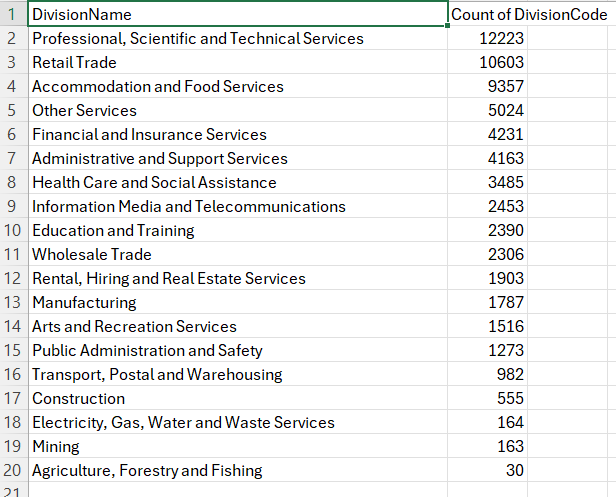 1 DivisionName Count of DivisionCode
2 Professional, Scientific and Technical Services 12223
3 Retail Trade 10603
4 Accommodation and Food Services 9357
5 Other Services 5024
6 Financial and Insurance Services 4231
7 Administrative and Support Services 4163
8 Health Care and Social Assistance 3485
9 Information Media and Telecommunications 2453
10 Education and Training 2390
11 Wholesale Trade 2306
12 Rental, Hiring and Real Estate Services 1903
13 Manufacturing 1787
14 Arts and Recreation Services 1516
15 Public Administration and Safety 1273
16 Transport, Postal and Warehousing 982
17 Construction 555
18 Electricity, Gas, Water and Waste Services 164
19 Mining 163
20 Agriculture, Forestry and Fishing 30
21